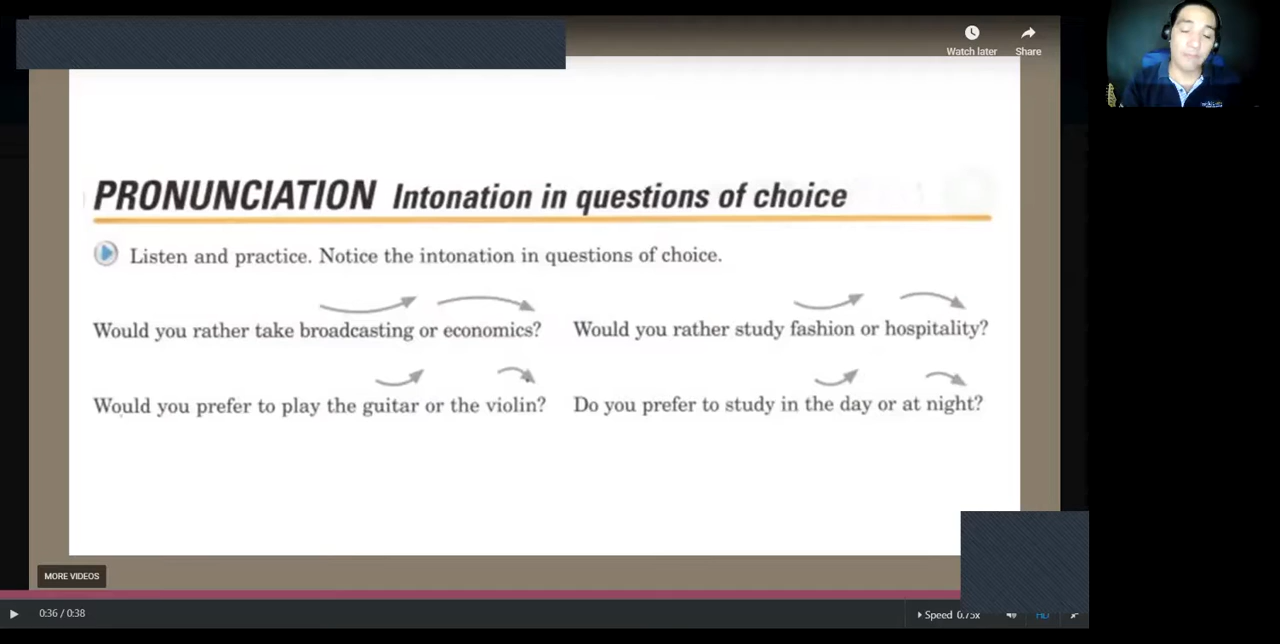 Watch later
Share
PRONUNCIATION Intonation in questions of choice
Listen and practice. Notice the intonation in questions of choice.
Would you rather take broadcasting or economics?
Would you rather study fashion or hospitality?
Would you prefer to play the guitar or the violin?
Do you prefer to study in the day or at night?
MORE VIDEOS
0:36 / 0:38
Speed 0.75x
HD